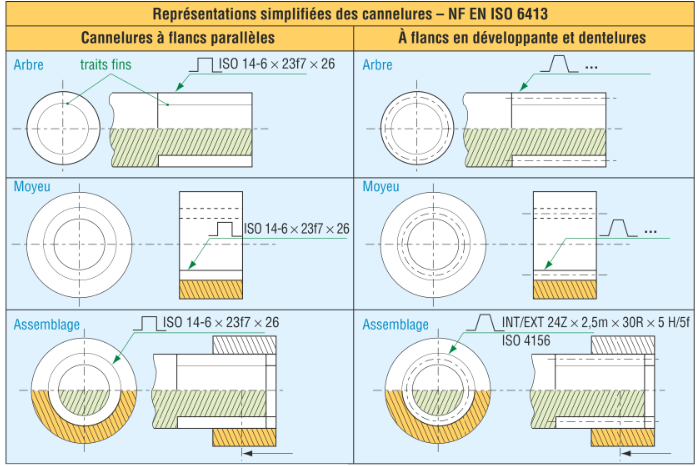 Représentations simplifiées des cannelures – NF EN ISO 6413
Cannelures à flancs parallèles
À flancs en développante et dentelures
Arbre
traits fins
ISO 14-6 × 23f7 × 26
Arbre
...
Moyeu
ISO 14-6 × 23f7 × 26
Moyeu
...
Assemblage
ISO 14-6 × 23f7 × 26
Assemblage
INT/EXT 24Z × 2,5m × 30R × 5 H/5f
ISO 4156